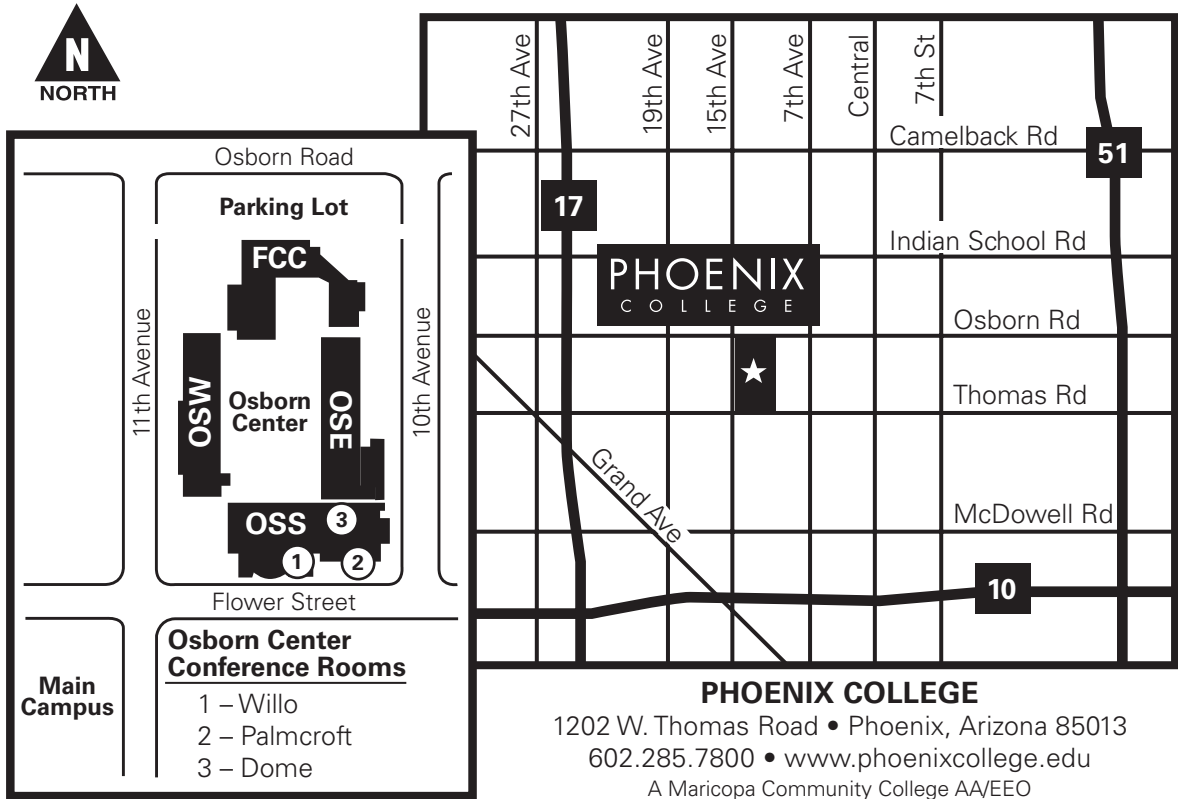 N
NORTH
27th Ave
19th Ave
15th Ave
7th Ave
Central
7th St
Camelback Rd
51
17
Indian School Rd
PHOENIX
COLLEGE
Osborn Rd
Thomas Rd
Grand Ave
McDowell Rd
10
Osborn Road
Parking Lot
FCC
11th Avenue
OSW
Osborn
Center
OSE
10th Avenue
OSS
3
1
2
Flower Street
Main
Campus
Osborn Center
Conference Rooms
1 – Willo
2 – Palmcroft
3 – Dome
PHOENIX COLLEGE
1202 W. Thomas Road • Phoenix, Arizona 85013
602.285.7800 • www.phoenixcollege.edu
A Maricopa Community College AA/EEO